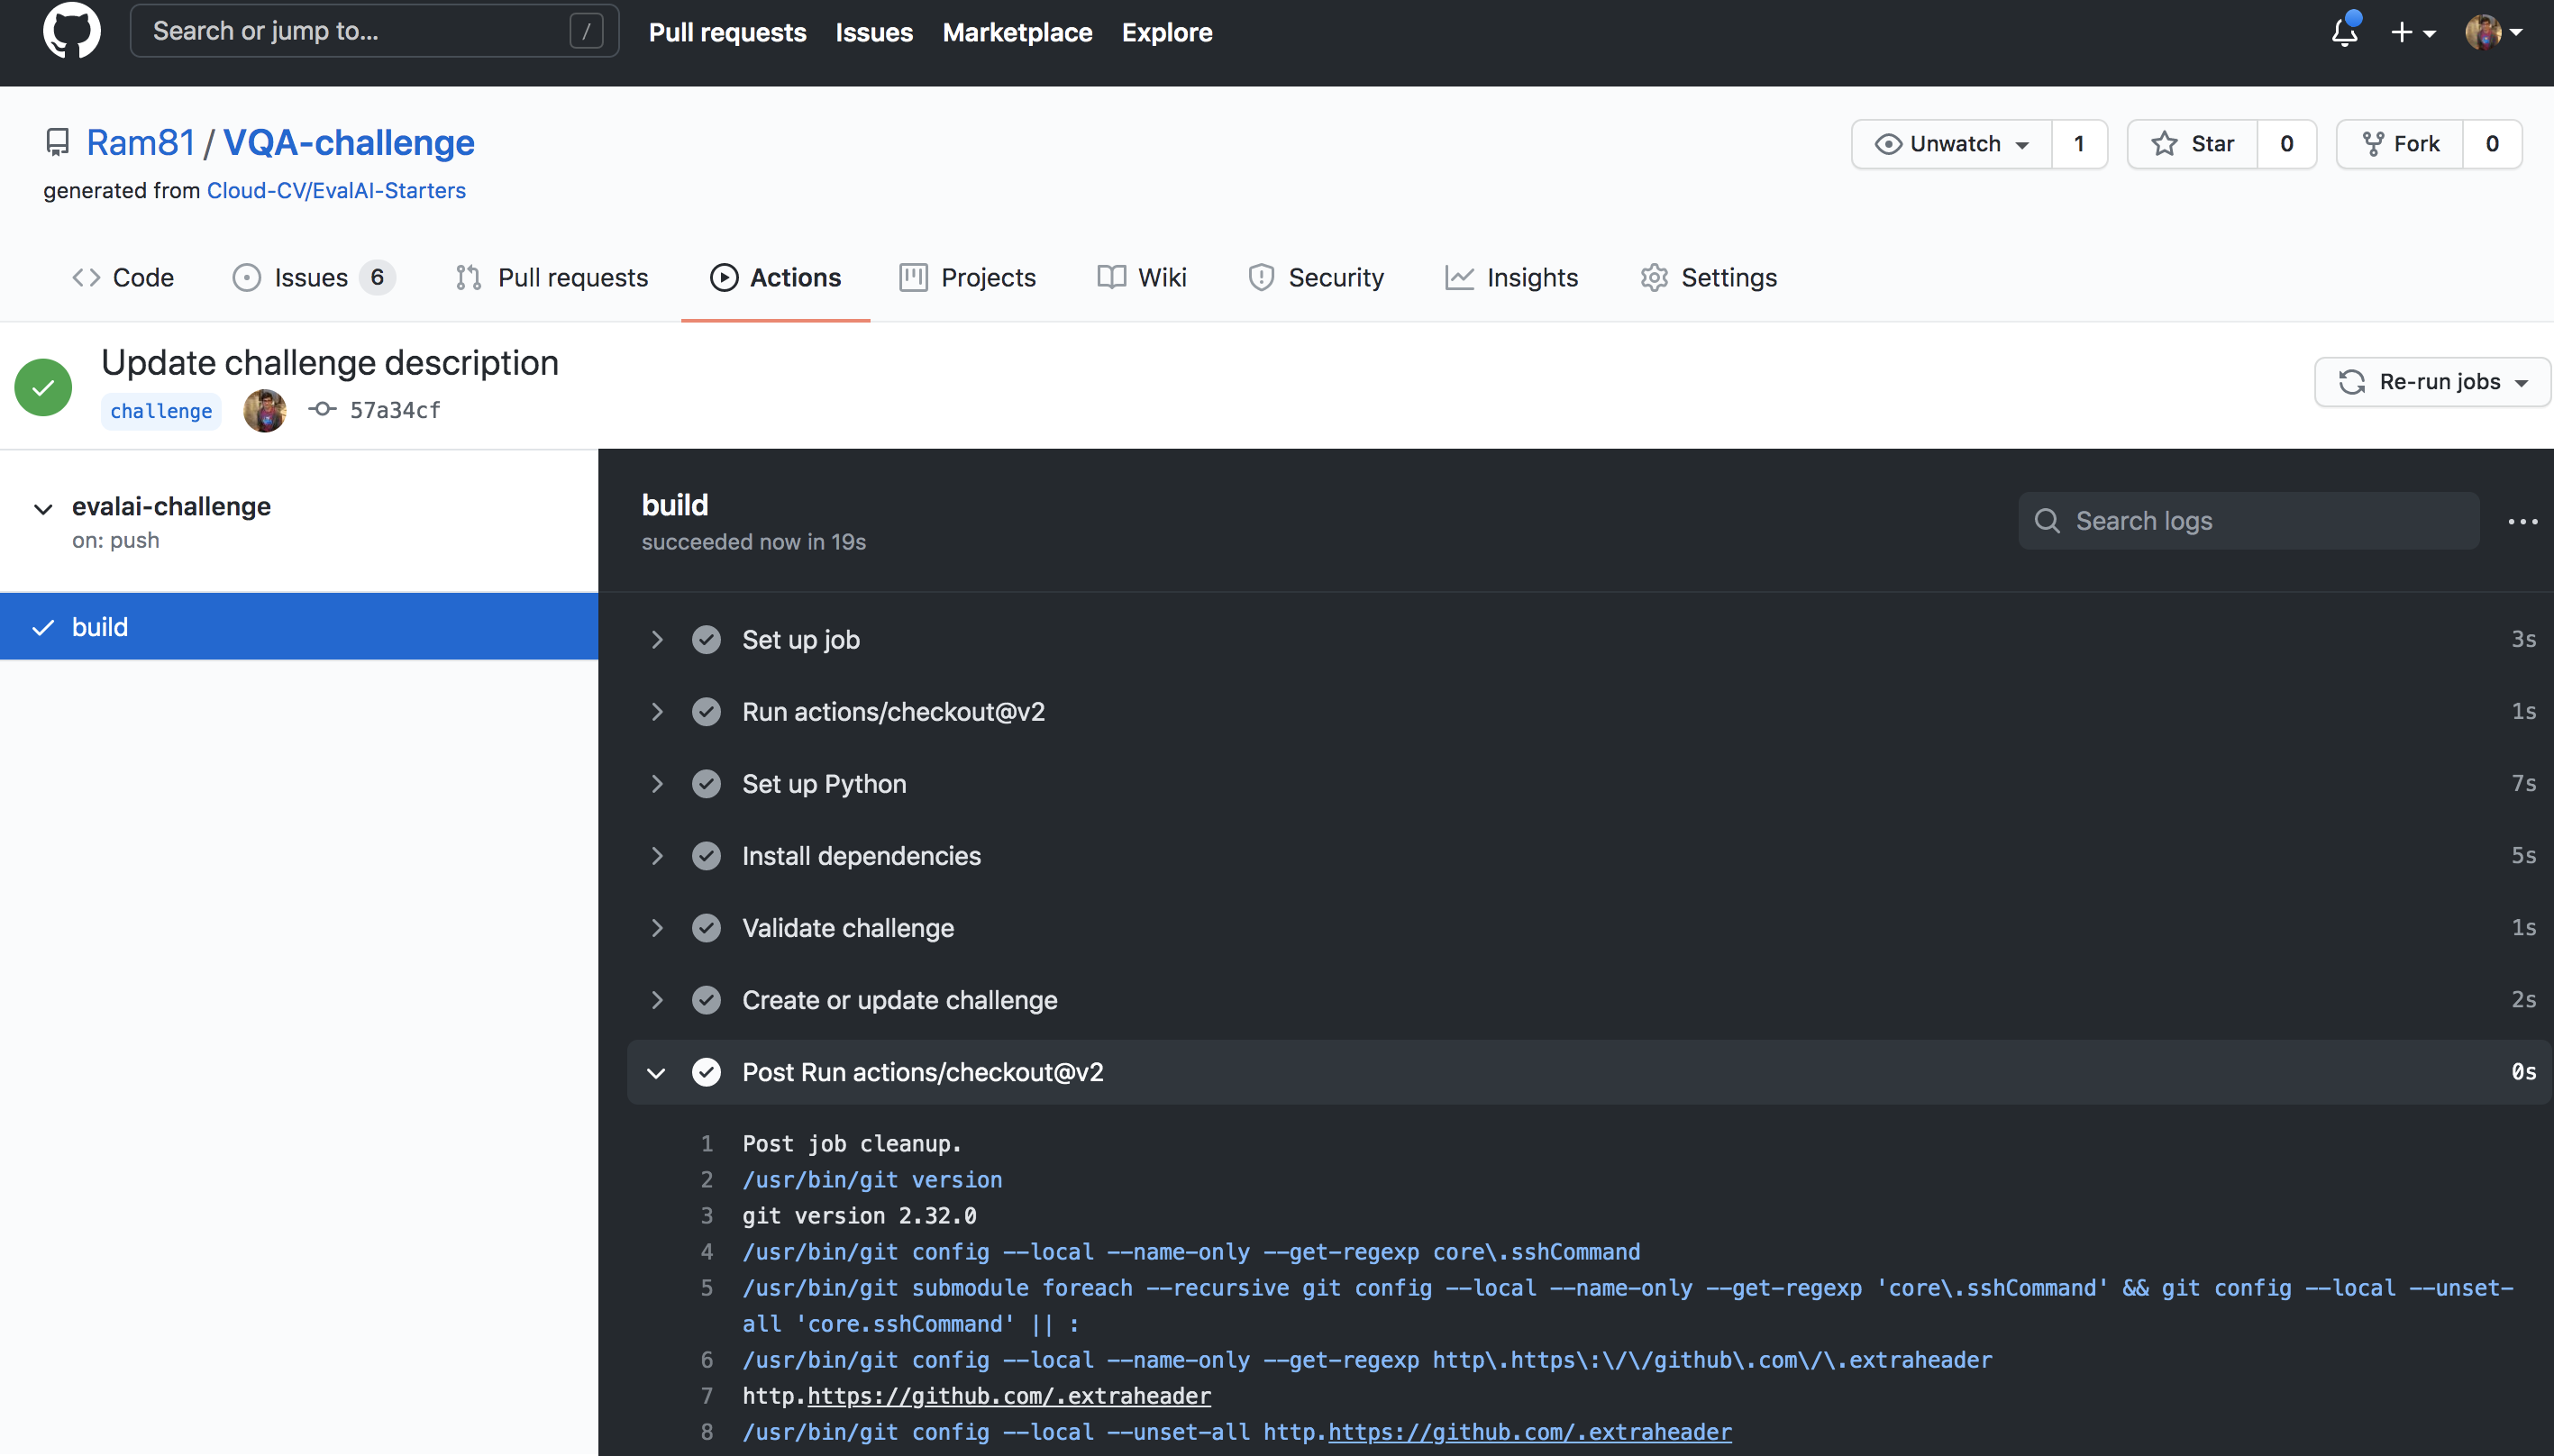 Search or jump to... /
Pull requests Issues Marketplace Explore
Ram81 / VQA-challenge
generated from Cloud-CV/EvalAI-Starters
Unwatch 1 Star 0 Fork 0
Code Issues 6 Pull requests Actions Projects Wiki Security Insights Settings
Update challenge description
challenge 57a34cf
Re-run jobs
evalai-challenge
on: push
build
build
succeeded now in 19s
Search logs
Set up job 3s
Run actions/checkout@v2 1s
Set up Python 7s
Install dependencies 5s
Validate challenge 1s
Create or update challenge 2s
Post Run actions/checkout@v2 0s
1 Post job cleanup.
2 /usr/bin/git version
3 git version 2.32.0
4 /usr/bin/git config --local --name-only --get-regexp core\.sshCommand
5 /usr/bin/git submodule foreach --recursive git config --local --name-only --get-regexp 'core\.sshCommand' && git config --local --unset-
all 'core.sshCommand' || :
6 /usr/bin/git config --local --name-only --get-regexp http\.https\:\/\/github\.com\/\.extraheader
7 http.https://github.com/.extraheader
8 /usr/bin/git config --local --unset-all http.https://github.com/.extraheader